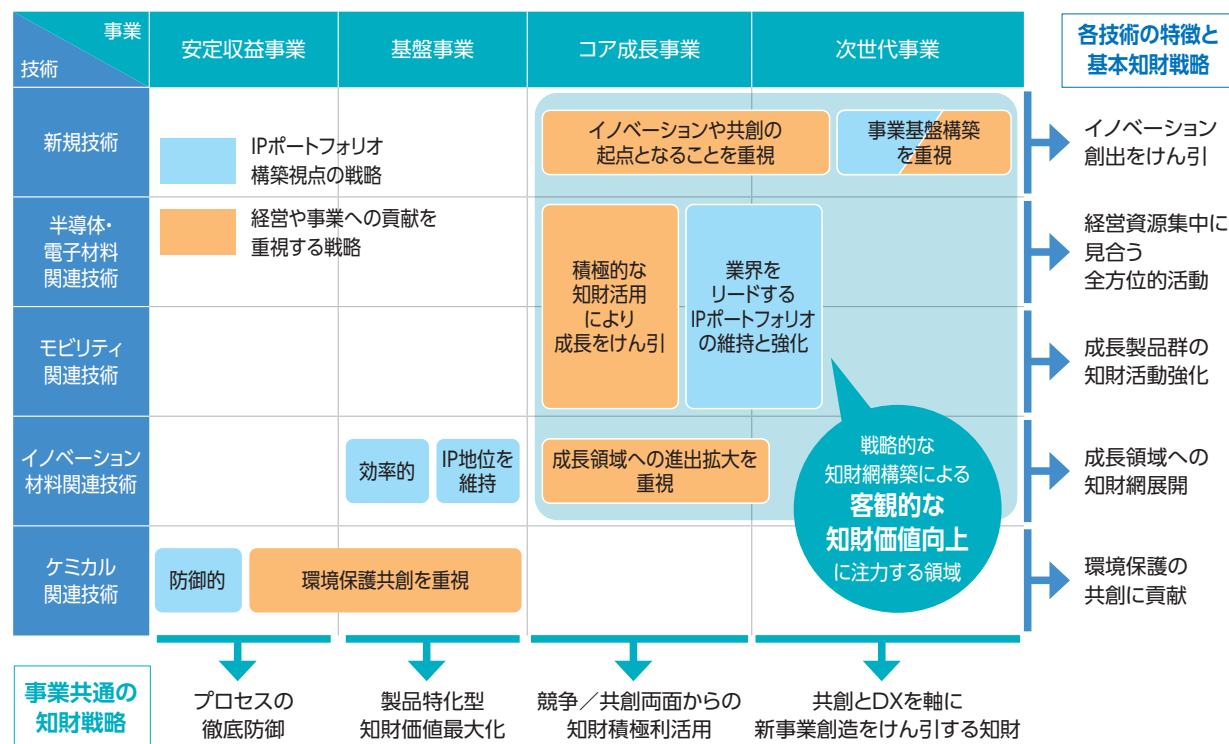 事業
技術
安定収益事業
基盤事業
コア成長事業
次世代事業
各技術の特徴と
基本知財戦略
新規技術
IPポートフォリオ
構築視点の戦略
イノベーションや共創の
起点となることを重視
事業基盤構築
を重視
イノベーション
創出をけん引
半導体・
電子材料
関連技術
経営や事業への貢献を
重視する戦略
積極的な
知財活用
により
成長をけん引
業界を
リードする
IPポートフォリオ
の維持と強化
経営資源集中に
見合う
全方位的活動
モビリティ
関連技術
成長製品群の
知財活動強化
イノベーション
材料関連技術
効率的
IP地位を
維持
成長領域への進出拡大を
重視
戦略的な
知財網構築による
客観的な
知財価値向上
に注力する領域
成長領域への
知財網展開
ケミカル
関連技術
防御的
環境保護共創を重視
環境保護の
共創に貢献
事業共通の
知財戦略
プロセスの
徹底防御
製品特化型
知財価値最大化
競争／共創両面からの
知財積極利活用
共創とDXを軸に
新事業創造をけん引する知財